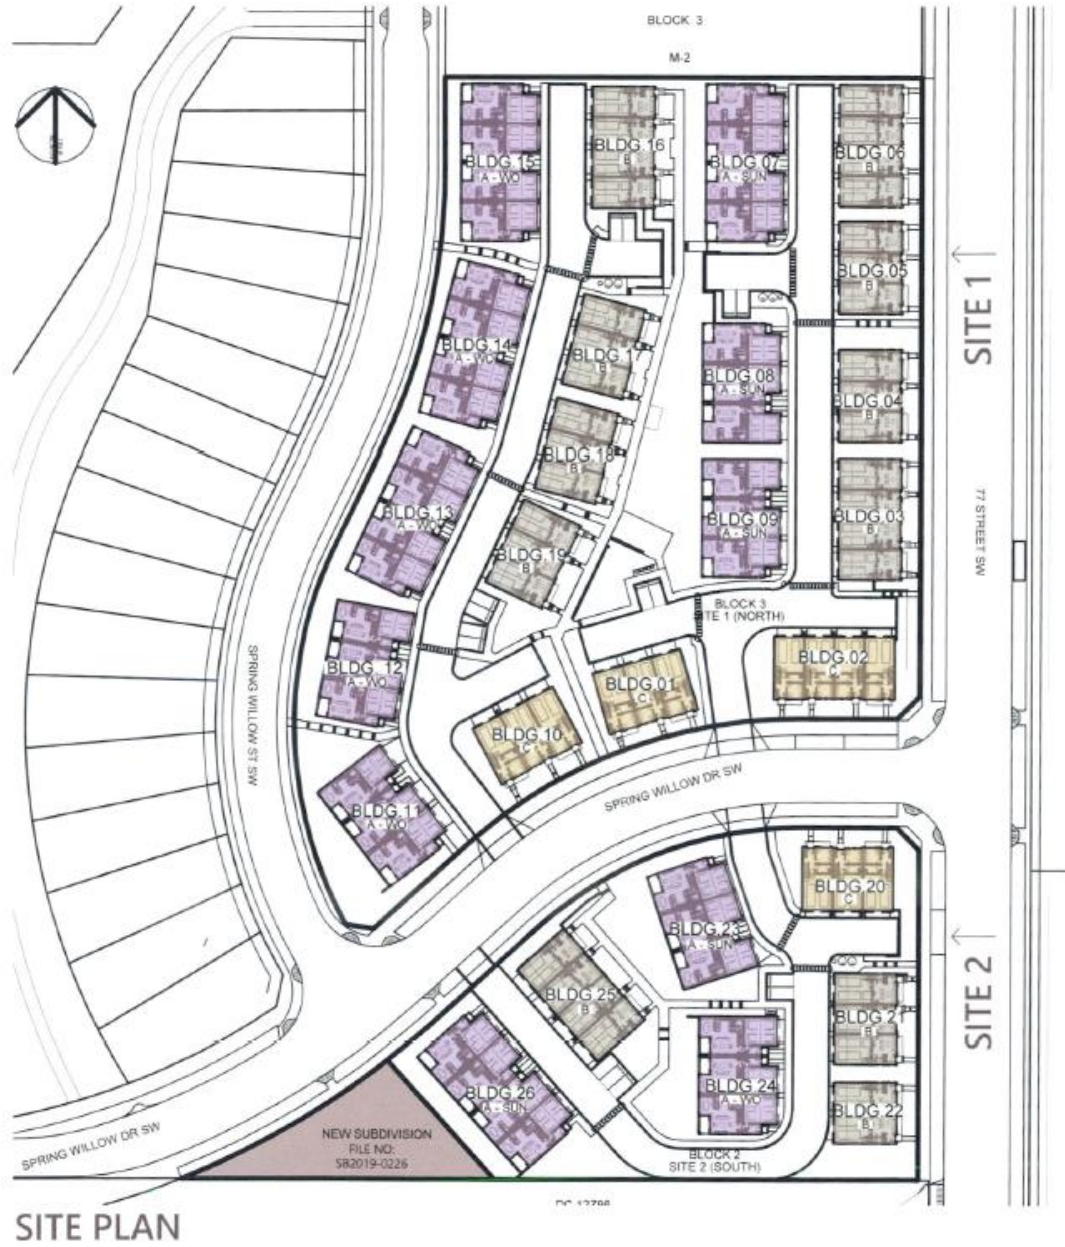 BLOCK 3
M-2
BLDG.15
A - WO
BLDG.16
B
BLDG.07
A - SUN
BLDG.06
B
BLDG.05
B
SITE 1
BLDG.14
A - WO
BLDG.17
B
BLDG.08
A - SUN
BLDG.04
B
BLDG.18
B
BLDG.13
A - WO
BLDG.09
A - SUN
BLDG.03
B
77 STREET SW
BLDG.19
B
BLOCK 3
SITE 1 (NORTH)
BLDG.12
A - WO
BLDG.01
C
BLDG.02
C
SPRING WILLOW ST SW
BLDG.10
C
SPRING WILLOW DR SW
BLDG.11
A - WO
BLDG.20
C
BLDG.23
A - SUN
SITE 2
BLDG.25
B
BLDG.21
B
BLDG.24
A - WO
BLDG.26
A - SUN
BLDG.22
B
NEW SUBDIVISION
FILE NO:
SB2019-0226
SPRING WILLOW DR SW
BLOCK 2
SITE 2 (SOUTH)
SITE PLAN